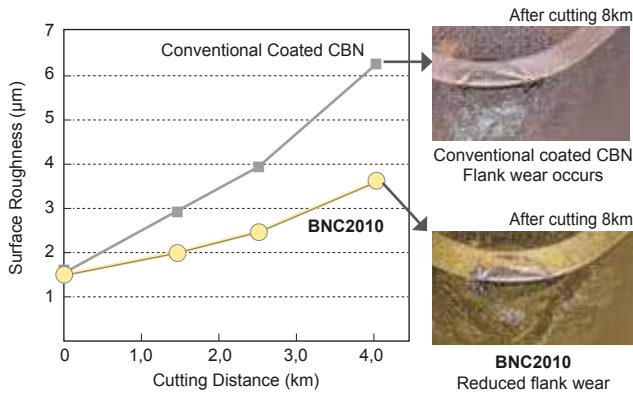 7
6
5
4
3
2
1
Surface Roughness (μm)
Conventional Coated CBN
BNC2010
0
1,0
2,0
3,0
4,0
Cutting Distance (km)
After cutting 8km
Conventional coated CBN
Flank wear occurs
After cutting 8km
BNC2010
Reduced flank wear